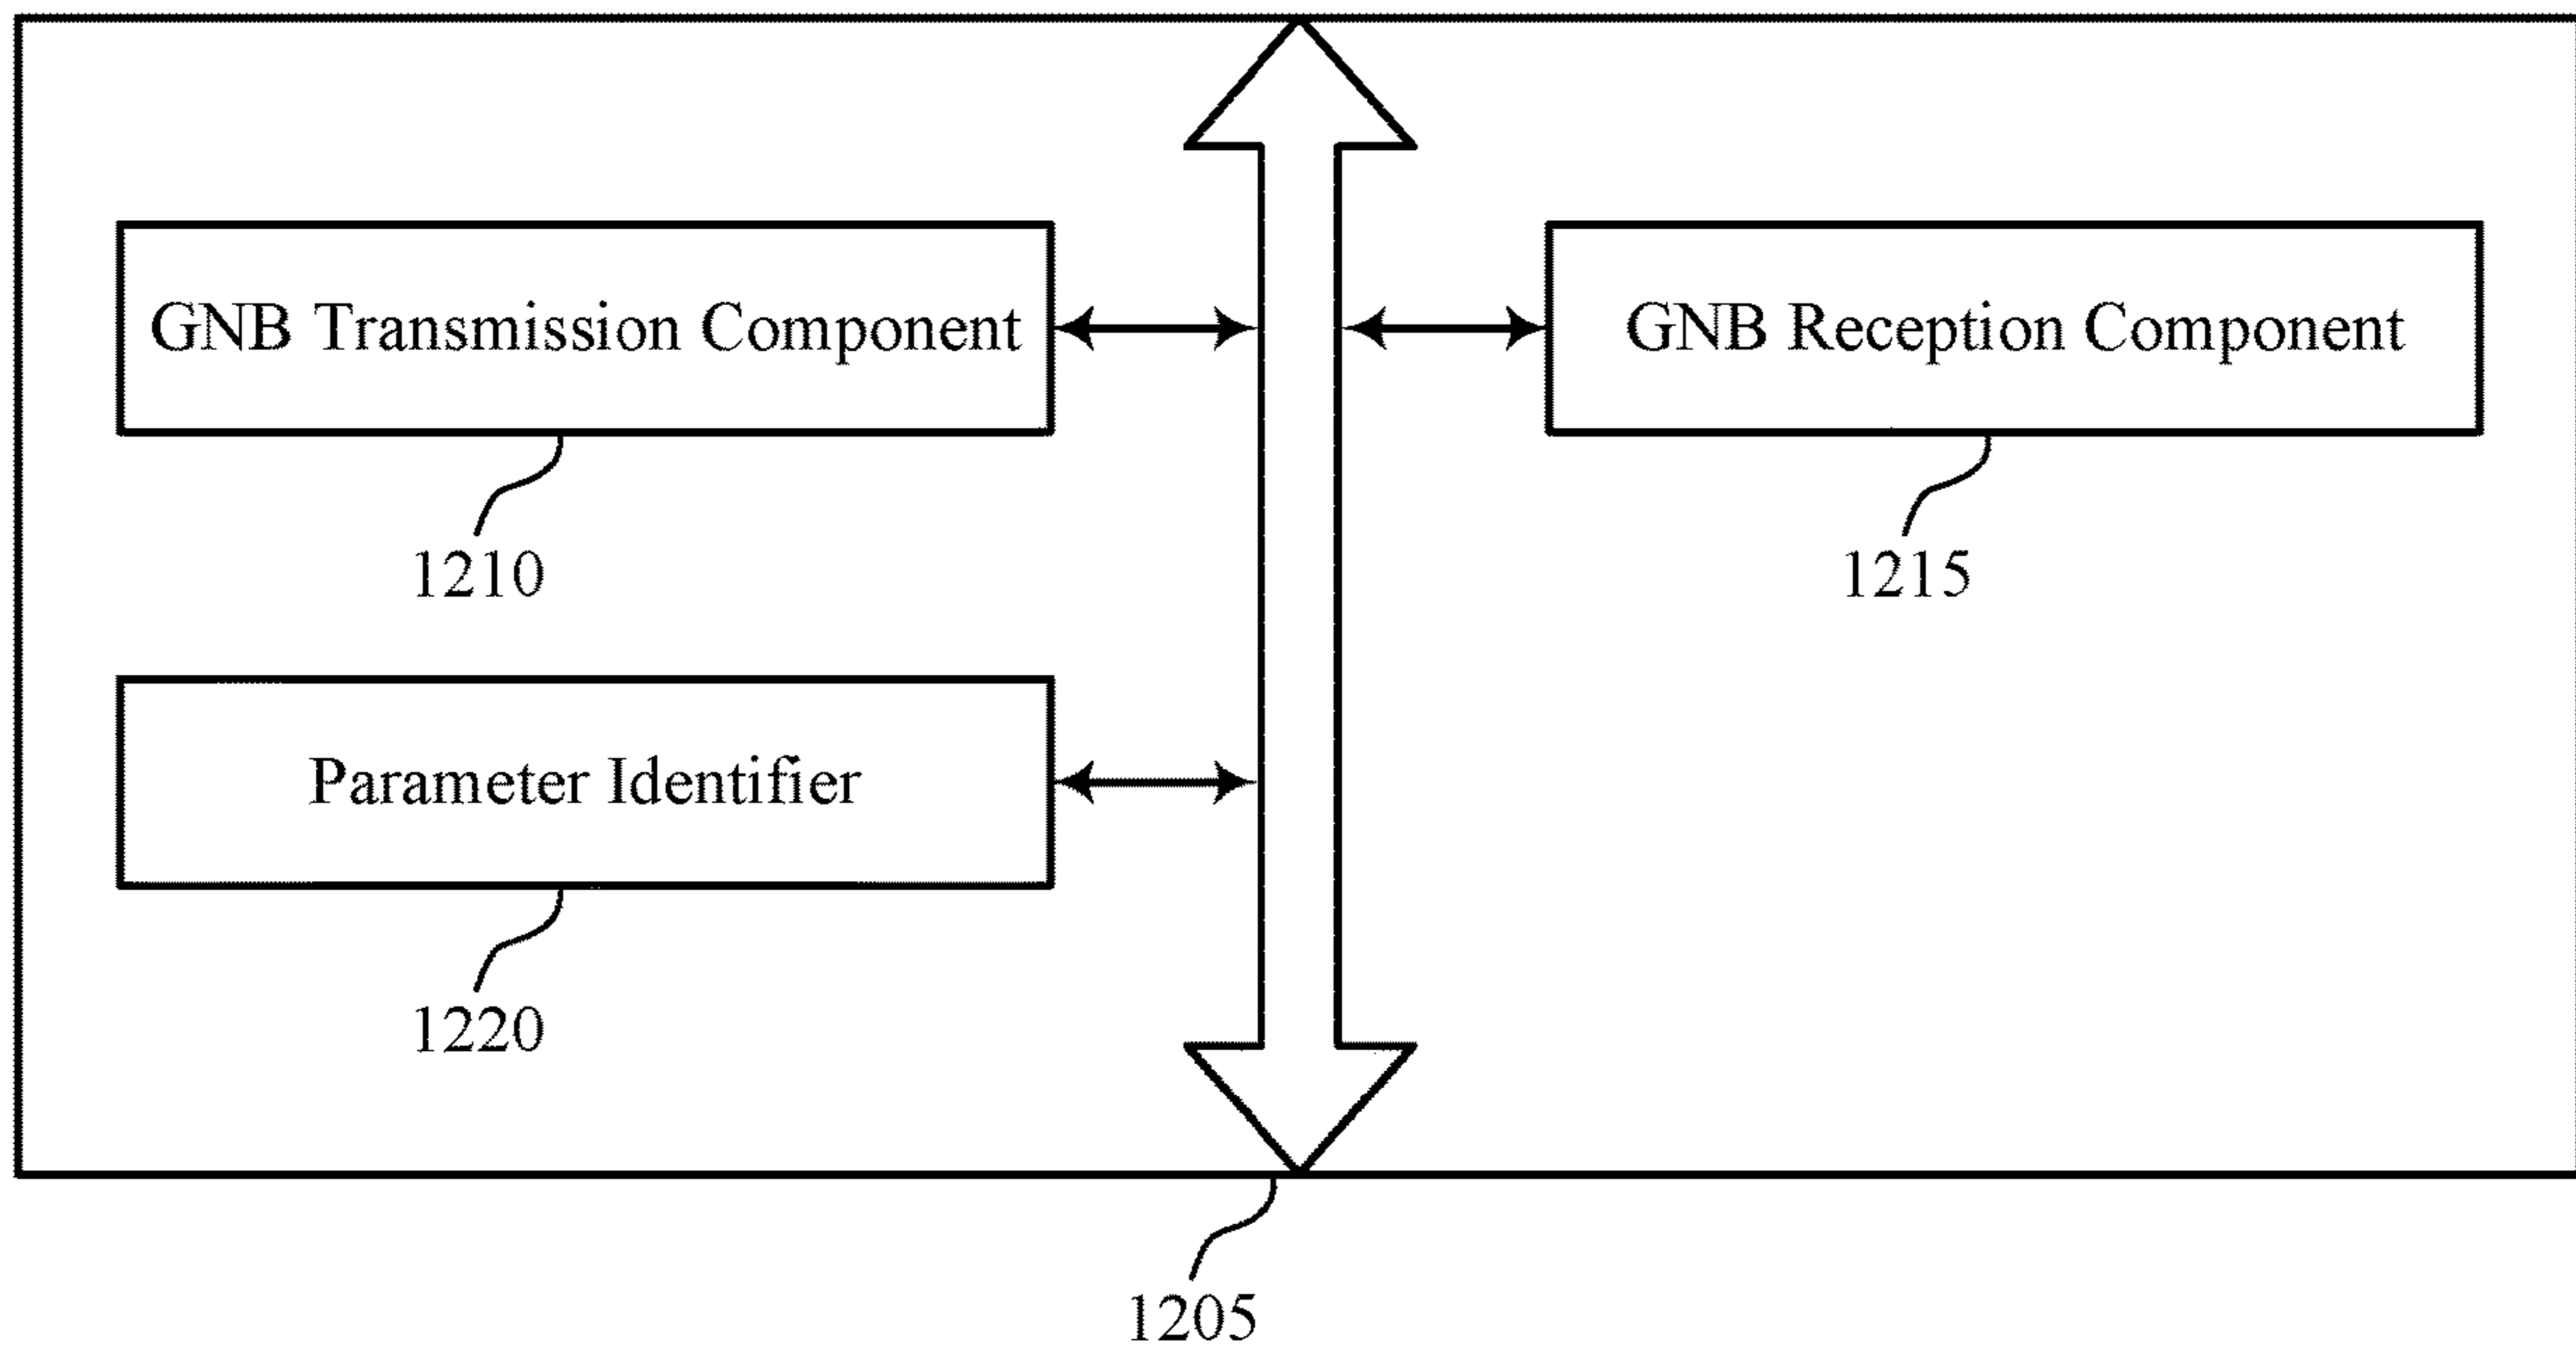 GNB Transmission Component
GNB Reception Component
1210
1215
Parameter Identifier
1220
1205